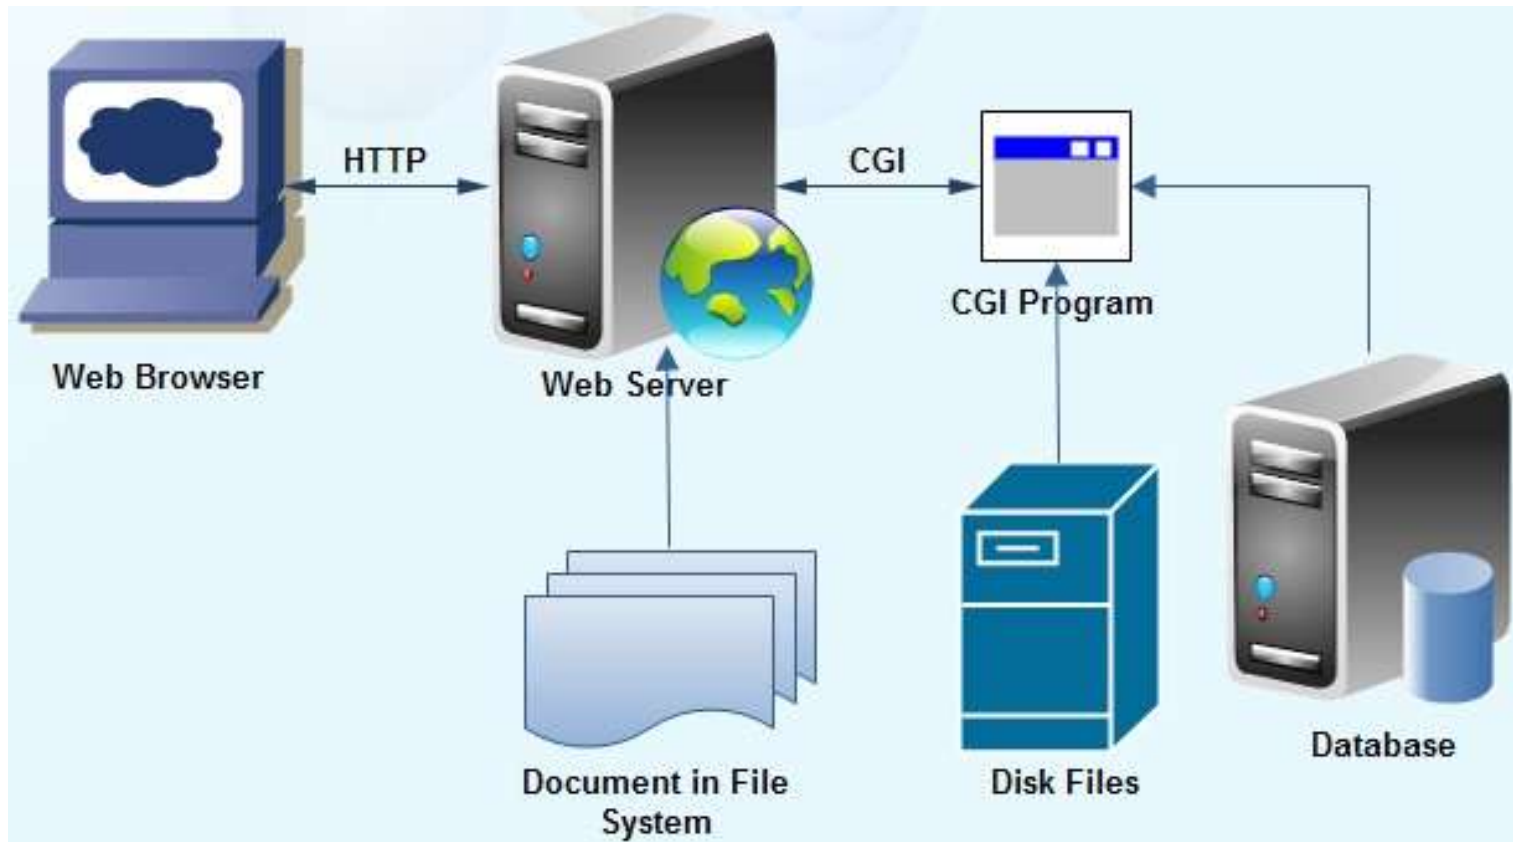 HTTP
CGI
CGI Program
Web Browser
Web Server
Database
Document in File
System
Disk Files